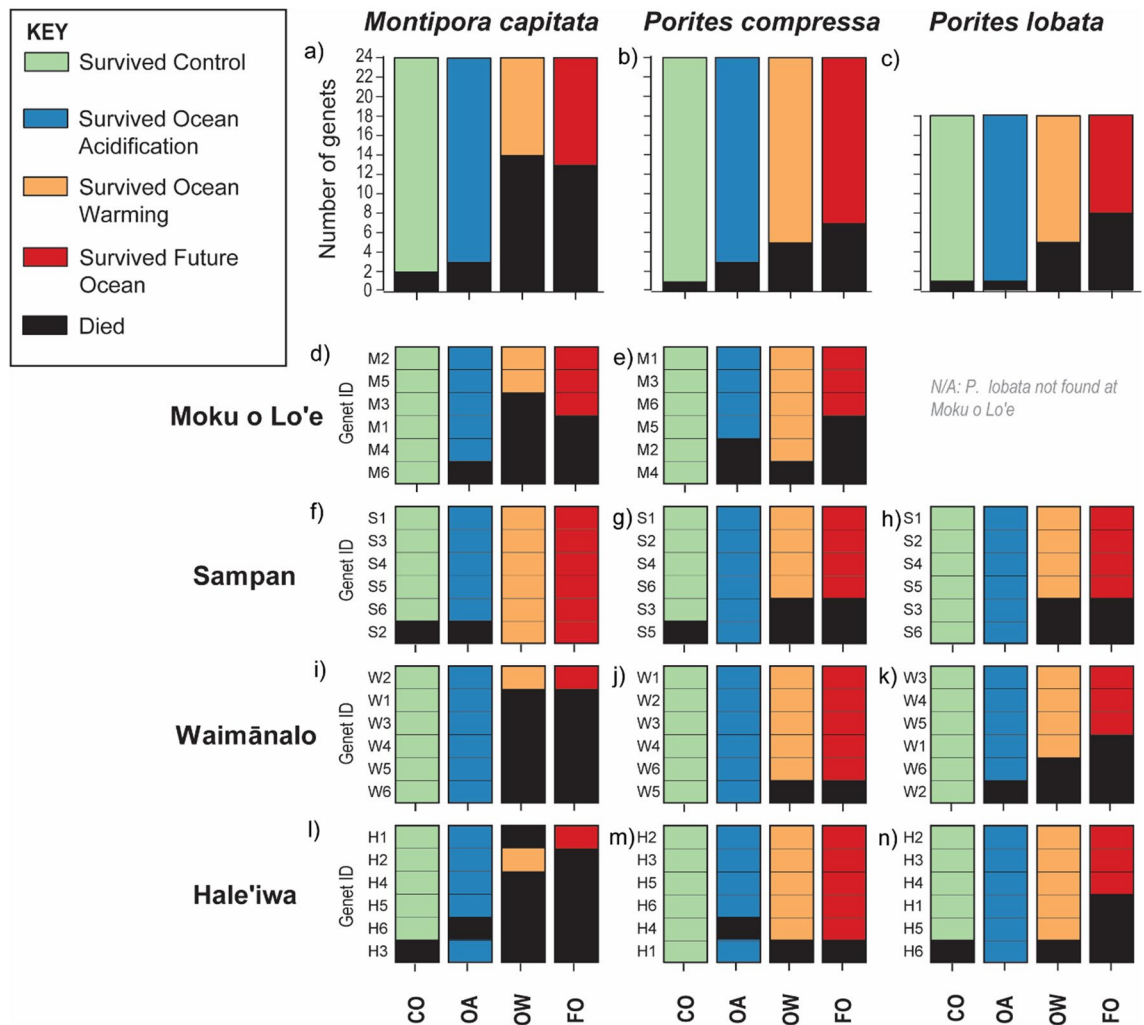 KEY
Survived Control
Survived Ocean
Acidification
Survived Ocean
Warming
Survived Future
Ocean
Died
Montipora capitata
Porites compressa
Porites lobata
a)
Number of genets
24
22
20
18
16
14
12
10
8
6
4
2
0
b)
c)
Moku o Lo'e
d)
Genet ID
M2
M5
M3
M1
M4
M6
e)
M1
M3
M6
M5
M2
M4
N/A: P. lobata not found at
Moku o Lo'e
Sampan
f)
Genet ID
S1
S3
S4
S5
S6
S2
g)
S1
S2
S4
S6
S3
S5
h)
S1
S2
S4
S5
S3
S6
Waimānalo
i)
Genet ID
W2
W1
W3
W4
W5
W6
j)
W1
W2
W3
W4
W6
W5
k)
W3
W4
W5
W1
W6
W2
Hale'iwa
l)
Genet ID
H1
H2
H4
H5
H6
H3
m)
H2
H3
H5
H6
H4
H1
n)
H2
H3
H4
H1
H5
H6
CO OA OW FO
CO OA OW FO
CO OA OW FO